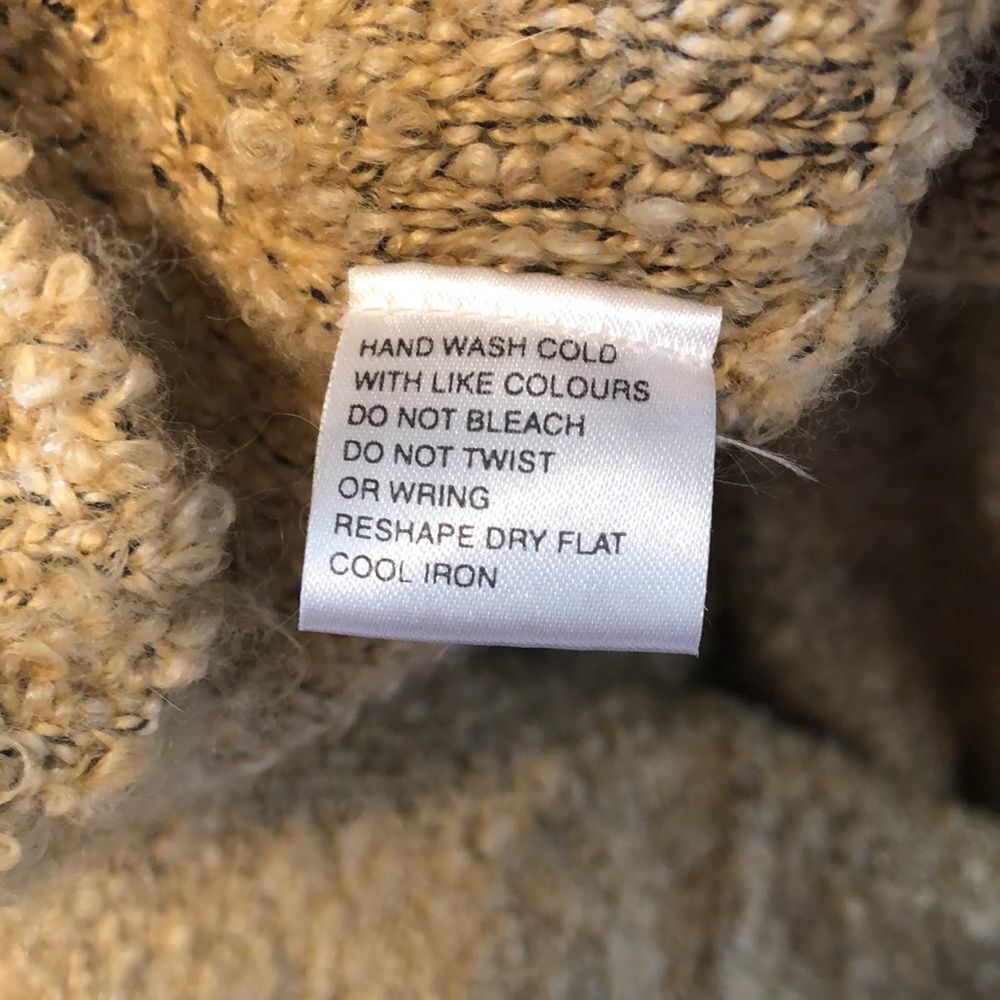 HAND WASH COLD
WITH LIKE COLOURS
DO NOT BLEACH
DO NOT TWIST
OR WRING
RESHAPE DRY FLAT
COOL IRON